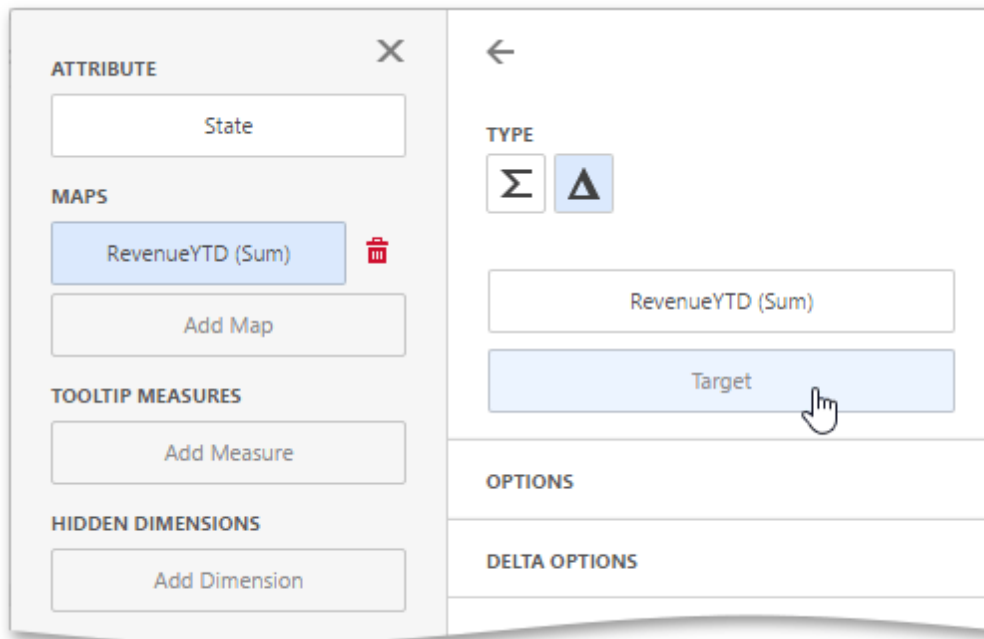 ATTRIBUTE
State
MAPS
RevenueYTD (Sum)
Add Map
TOOLTIP MEASURES
Add Measure
HIDDEN DIMENSIONS
Add Dimension
TYPE
Σ Δ
RevenueYTD (Sum)
Target
OPTIONS
DELTA OPTIONS